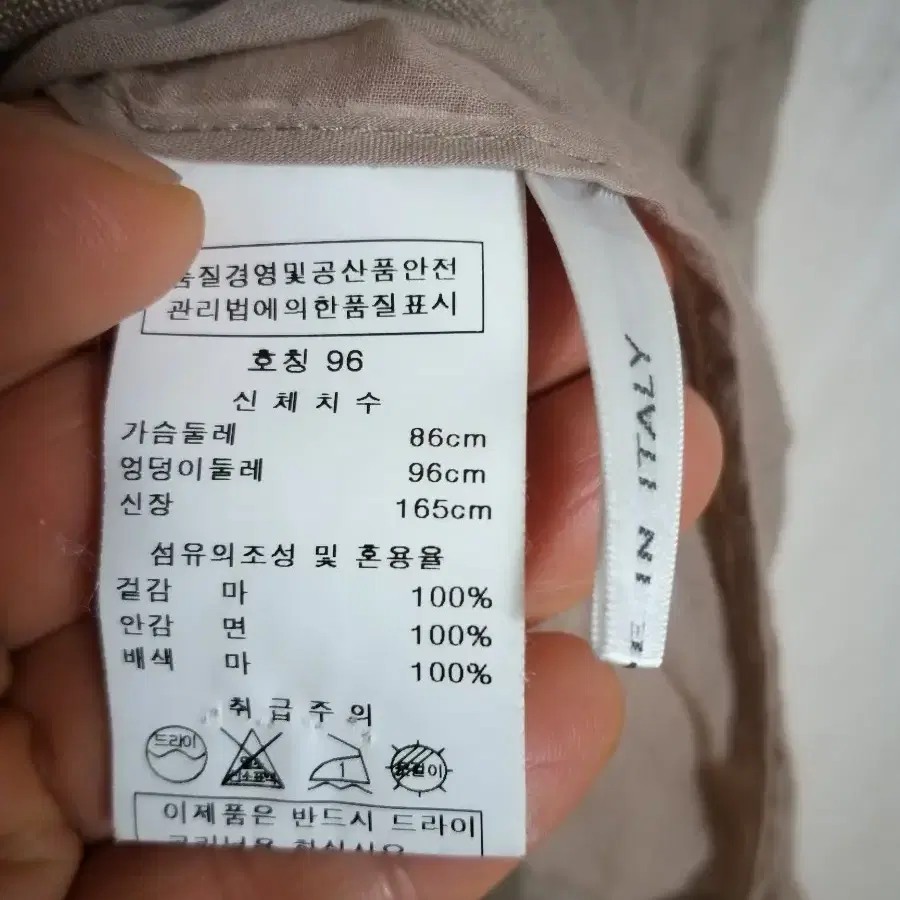 품질경영및공산품안전
관리법에의한품질표시
호칭 96
신체치수
가슴둘레 86cm
엉덩이둘레 96cm
신장 165cm
섬유의조성 및 혼용율
겉감 마 100%
안감 면 100%
배색 마 100%
취급주의
드라이
1
이제품은 반드시 드라이
IN ITALY